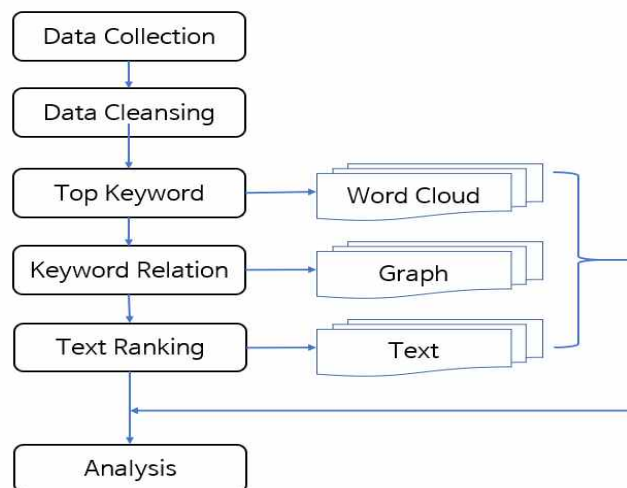 Data Collection
Data Cleansing
Top Keyword
Word Cloud
Keyword Relation
Graph
Text Ranking
Text
Analysis